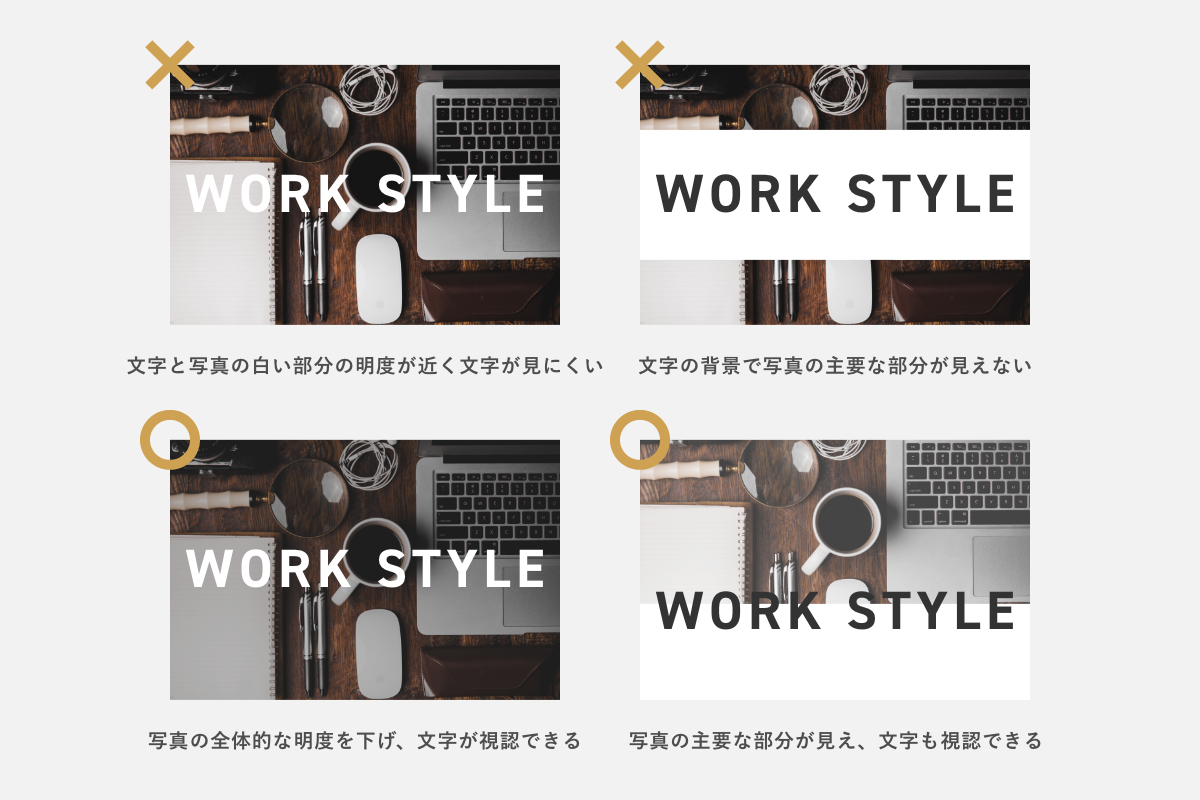 WORK STYLE
WORK STYLE
文字と写真の白い部分の明度が近く文字が見にくい
文字の背景で写真の主要な部分が見えない
WORK STYLE
WORK STYLE
写真の全体的な明度を下げ、文字が視認できる
写真の主要な部分が見え、文字も視認できる